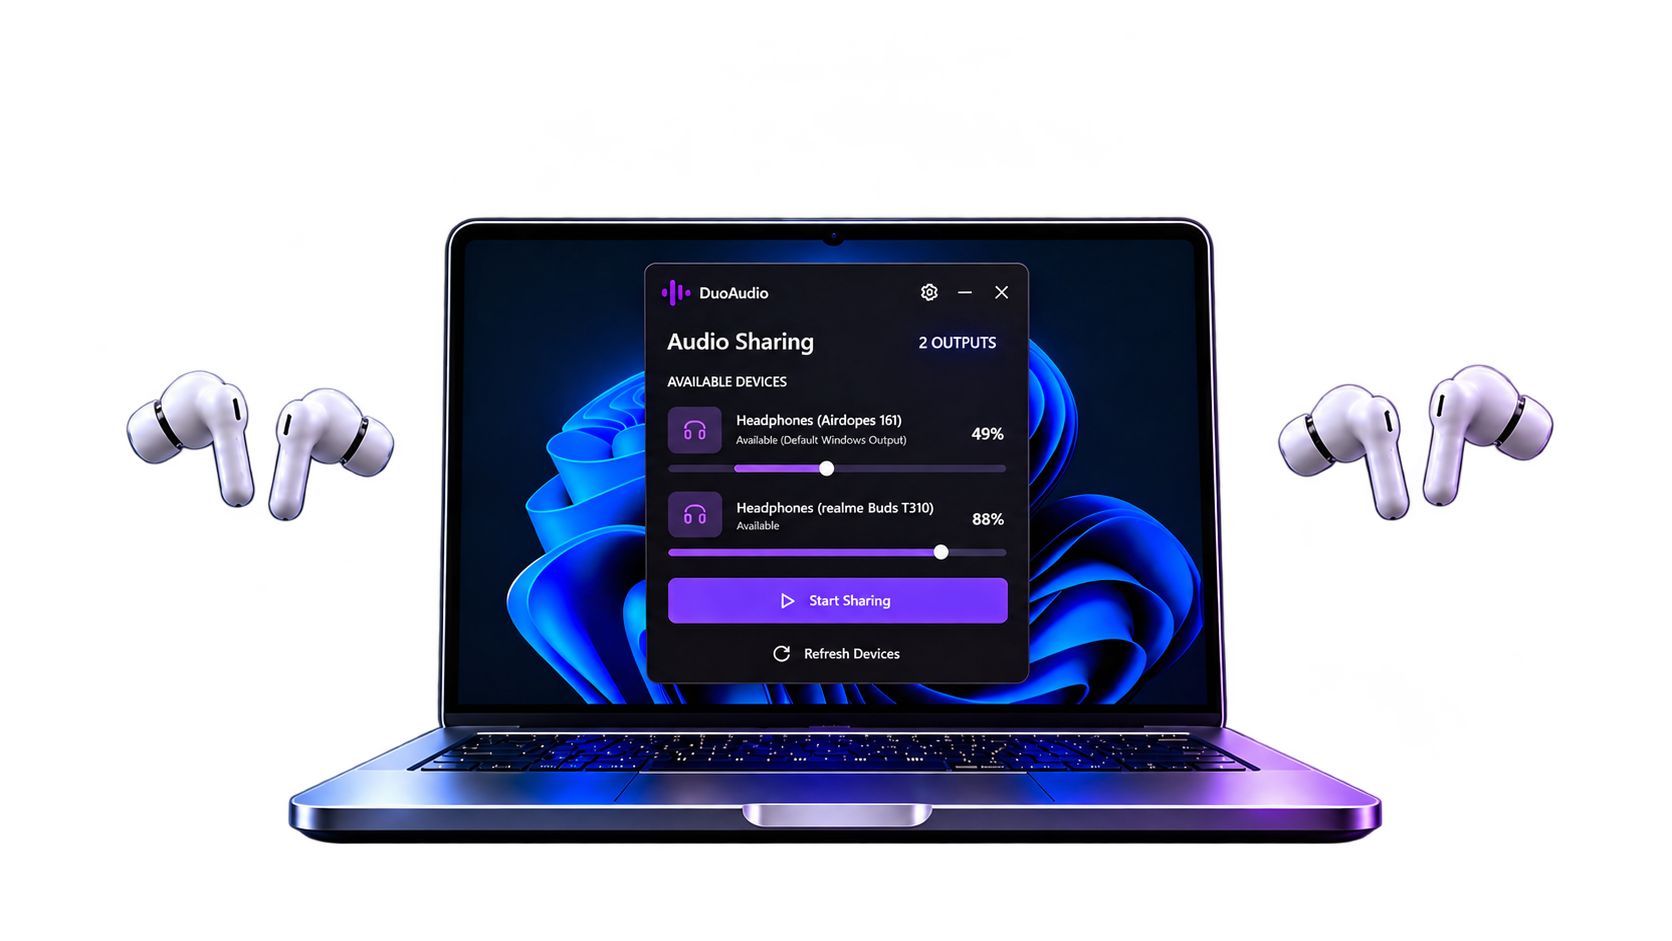 DuoAudio
Audio Sharing
2 OUTPUTS
AVAILABLE DEVICES
Headphones (Airdopes 161)
Available (Default Windows Output)
49%
Headphones (realme Buds T310)
Available
88%
Start Sharing
Refresh Devices